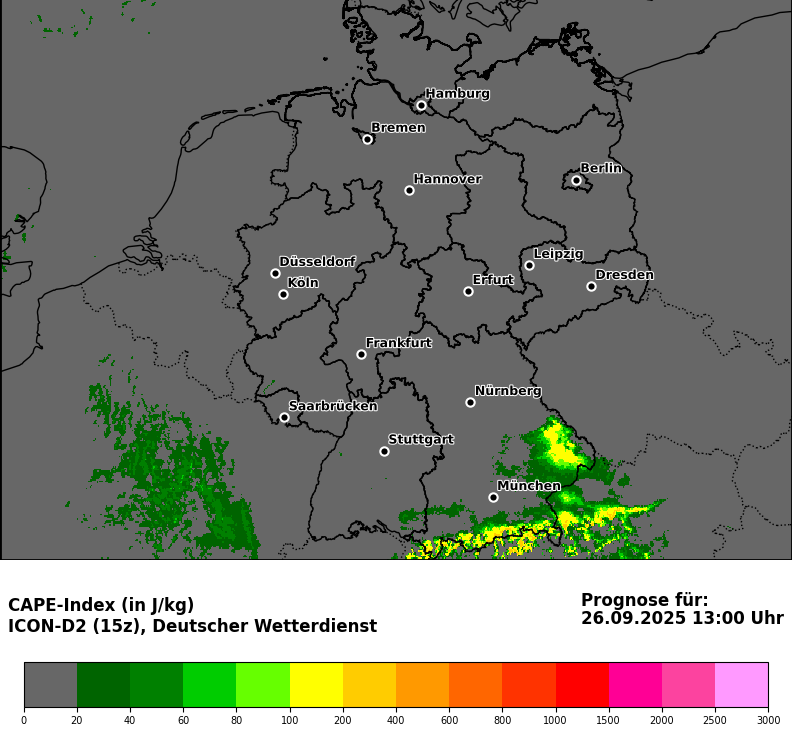 Hamburg
Bremen
Berlin
Hannover
Leipzig
Düsseldorf
Dresden
Köln
Erfurt
Frankfurt
Nürnberg
Saarbrücken
Stuttgart
München
CAPE-Index (in J/kg)
ICON-D2 (15z), Deutscher Wetterdienst
Prognose für:
26.09.2025 13:00 Uhr
0 20 40 60 80 100 200 400 600 800 1000 1500 2000 2500 3000